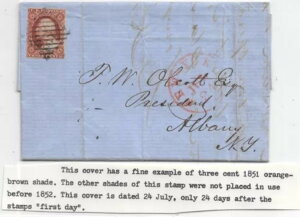 T. W. Olcott Esq
President
Albany
N.Y.
This cover has a fine example of three cent 1851 orange-
brown shade. The other shades of this stamp were not placed in use
before 1852. This cover is dated 24 July, only 24 days after the
stamps "first day".